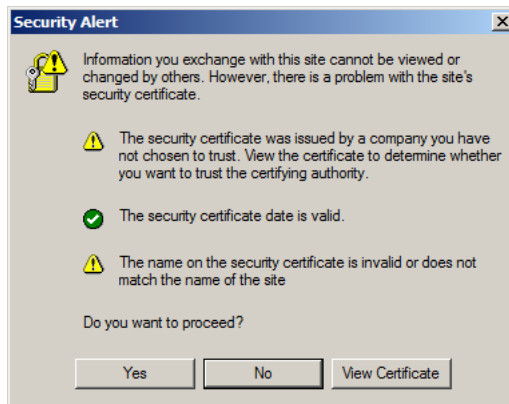 Security Alert
Information you exchange with this site cannot be viewed or
changed by others. However, there is a problem with the site's
security certificate.
The security certificate was issued by a company you have
not chosen to trust. View the certificate to determine whether
you want to trust the certifying authority.
The security certificate date is valid.
The name on the security certificate is invalid or does not
match the name of the site
Do you want to proceed?
Yes No View Certificate